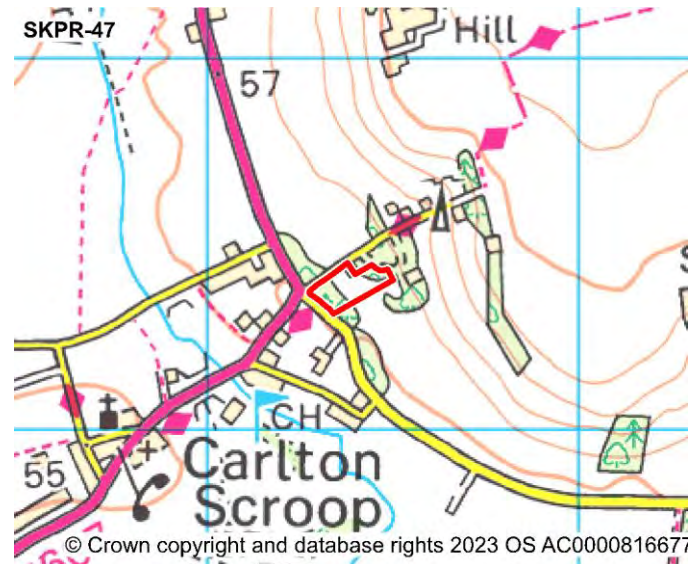 SKPR-47
Hill
57
CH
Carlton
Scroop
55
© Crown copyright and database rights 2023 OS AC0000816677